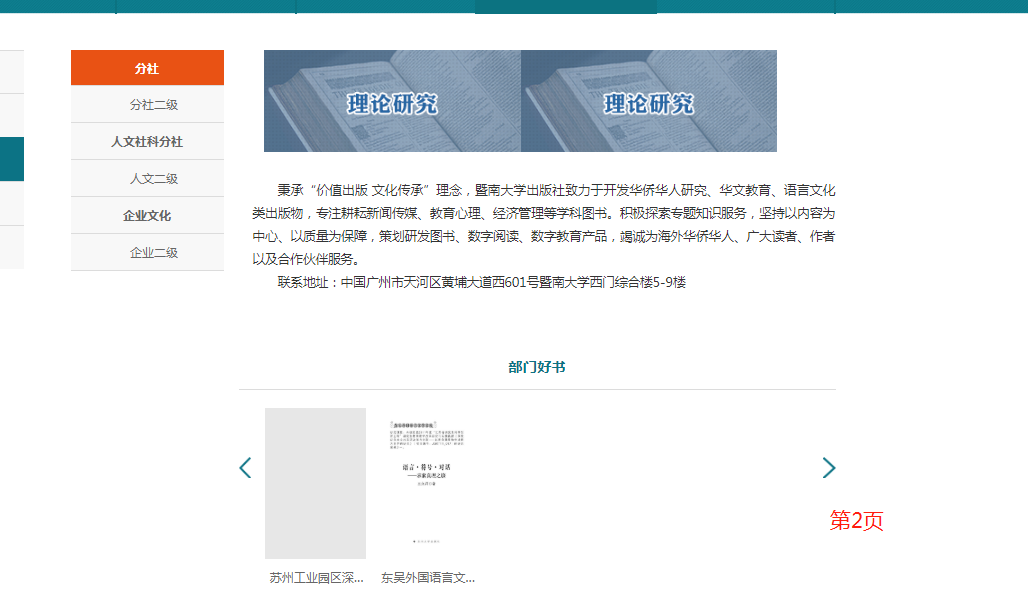 分社
分社二级
人文社科分社
人文二级
企业文化
企业二级
理论研究
理论研究
秉承“价值出版 文化传承”理念，暨南大学出版社致力于开发华侨华人研究、华文教育、语言文化
类出版物，专注耕耘新闻传媒、教育心理、经济管理等学科图书。积极探索专题知识服务，坚持以内容为
中心、以质量为保障，策划研发图书、数字阅读、数字教育产品，竭诚为海外华侨华人、广大读者、作者
以及合作伙伴服务。
联系地址：中国广州市天河区黄埔大道西601号暨南大学西门综合楼5-9楼
部门好书
语言·符号·对话
第2页
苏州工业园区深...
东吴外国语言文...